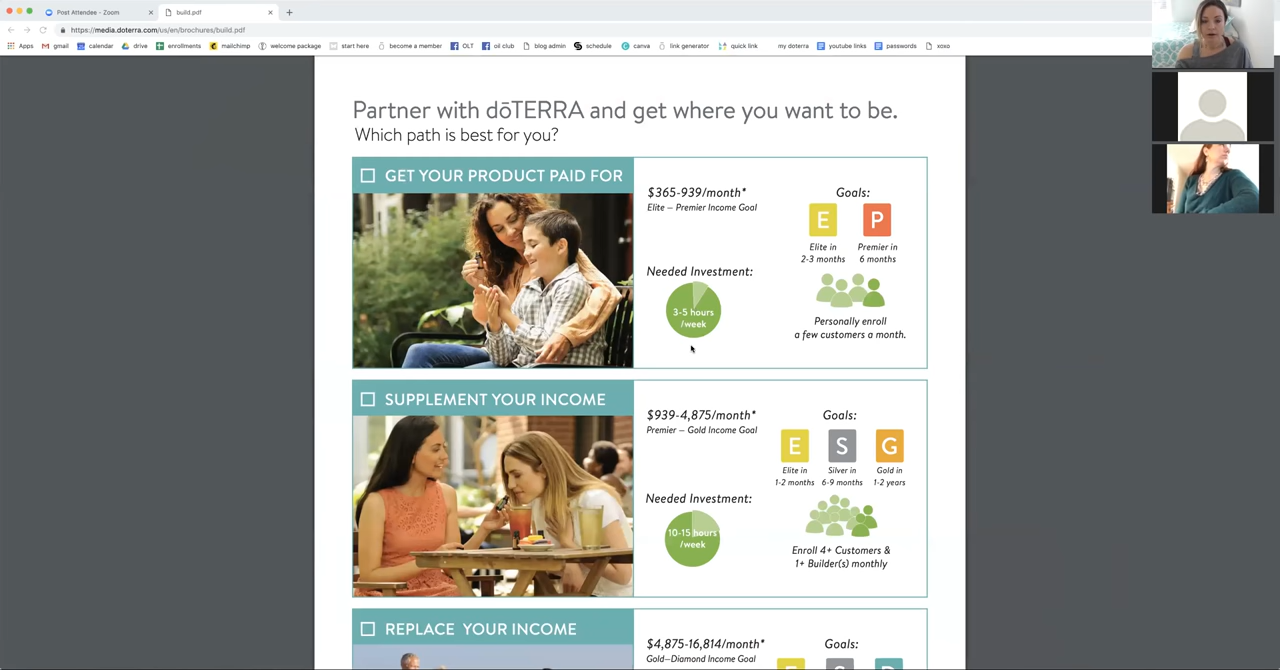 Post Attendee - Zoom
build.pdf
https://media.doterra.com/us/en/brochures/build.pdf
Apps gmail calendar drive enrollments mailchimp welcome package start here become a member OLT oil club blog admin schedule canva link generator quick link my doterra youtube links passwords xoxo
Partner with dōTERRA and get where you want to be.
Which path is best for you?
GET YOUR PRODUCT PAID FOR
$365-939/month*
Elite – Premier Income Goal
Needed Investment:
3-5 hours
/week
Goals:
E P
Elite in
2-3 months
Premier in
6 months
Personally enroll
a few customers a month.
SUPPLEMENT YOUR INCOME
$939-4,875/month*
Premier – Gold Income Goal
Needed Investment:
10-15 hours
/week
Goals:
E S G
Elite in
1-2 months
Silver in
6-9 months
Gold in
1-2 years
Enroll 4+ Customers &
1+ Builder(s) monthly
REPLACE YOUR INCOME
$4,875-16,814/month*
Gold–Diamond Income Goal
Goals:
E S D